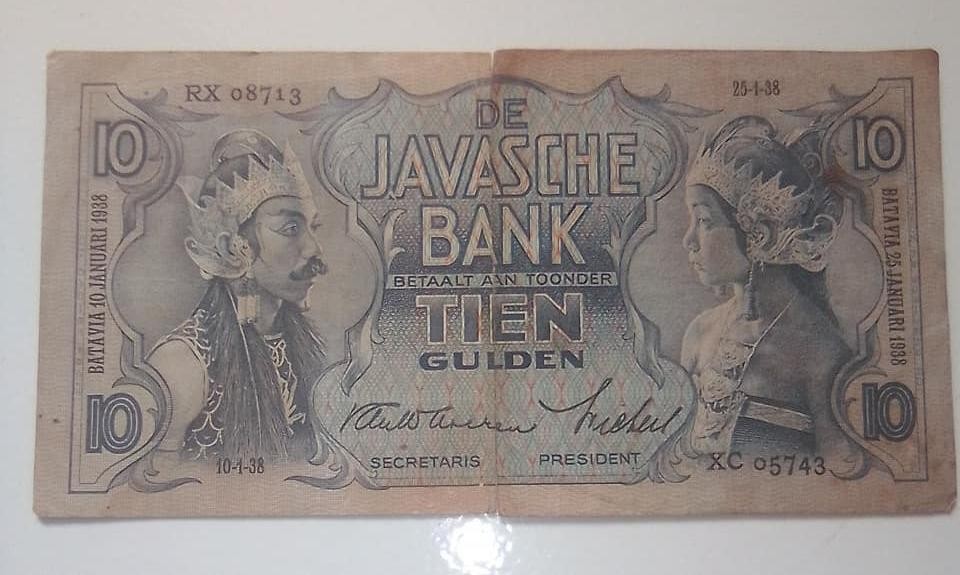 RX 08713
25-1-38
10
10
DE
JAVASCHE
BANK
BETAALT AAN TOONDER
TIEN
GULDEN
BATAVIA 10 JANUARI 1938
BATAVIA 25 JANUARI 1938
10
10
10-1-38
SECRETARIS
PRESIDENT
XC 05743